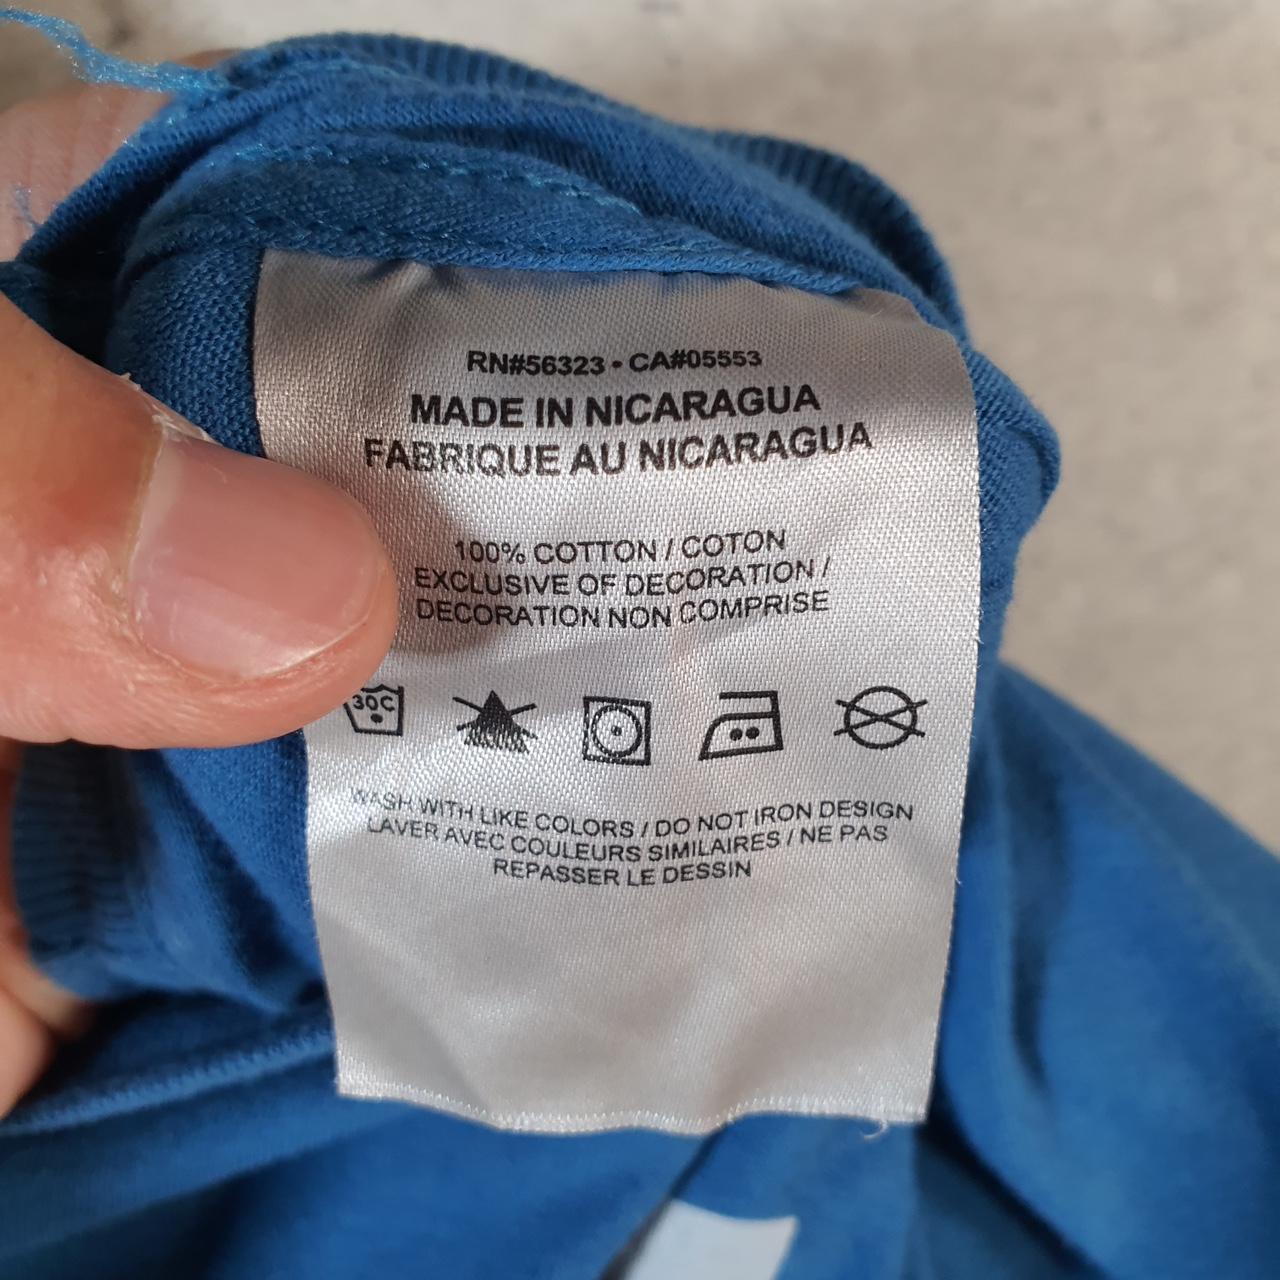 RN#56323 • CA#05553
MADE IN NICARAGUA
FABRIQUE AU NICARAGUA
100% COTTON / COTON
EXCLUSIVE OF DECORATION /
DECORATION NON COMPRISE
30C
WASH WITH LIKE COLORS / DO NOT IRON DESIGN
LAVER AVEC COULEURS SIMILAIRES / NE PAS
REPASSER LE DESSIN